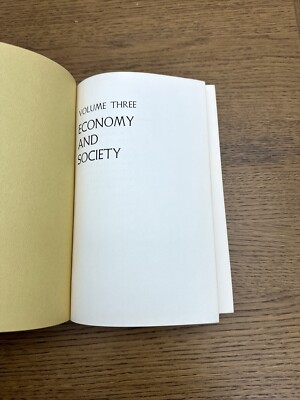 VOLUME THREE
ECONOMY
AND
SOCIETY